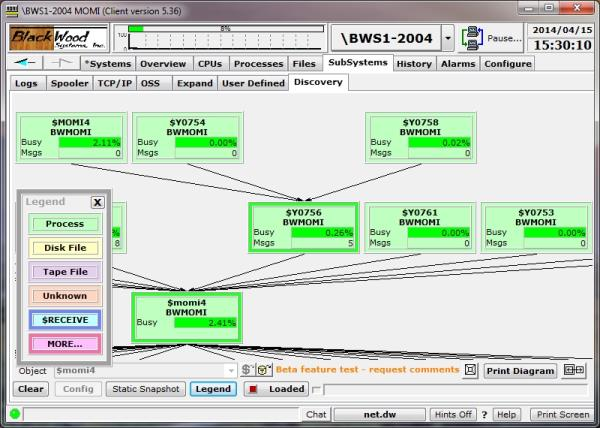 \BWS1-2004 MOMI (Client version 5.36)
BlackWood
Systems, Inc.
8%
100
0
\BWS1-2004
Pause...
2014/04/15
15:30:10
*Systems Overview CPUs Processes Files SubSystems History Alarms Configure
Logs Spooler TCP/IP OSS Expand User Defined Discovery
$MOMI4
BWMOMI
Busy 2.11%
Msgs 0
$Y0754
BWMOMI
Busy 0.00%
Msgs 0
$Y0758
BWMOMI
Busy 0.02%
Msgs 0
Legend X
Process
Disk File
Tape File
Unknown
$RECEIVE
MORE...
%
8
$Y0756
BWMOMI
Busy 0.26%
Msgs 5
$Y0761
BWMOMI
Busy 0.00%
Msgs 0
$Y0753
BWMOMI
Busy 0.00%
Msgs 0
$momi4
BWMOMI
Busy 2.41%
Object $momi4 Beta feature test - request comments Print Diagram
Clear Config Static Snapshot Legend Loaded
Chat net.dw Hints Off ? Help Print Screen